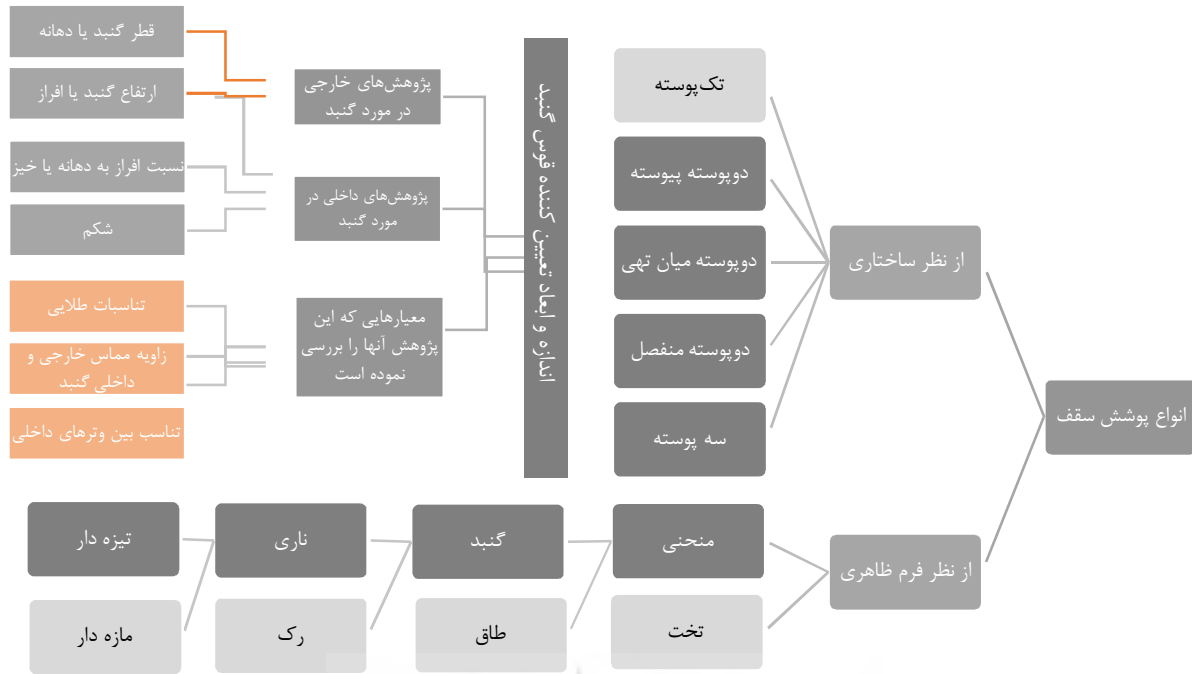 انواع پوشش سقف
از نظر ساختاری
تک‌پوسته
دوپوسته پیوسته
دوپوسته میان تهی
دوپوسته منفصل
سه پوسته
از نظر فرم ظاهری
منحنی
تخت
گنبد
طاق
ناری
رک
تیزه دار
مازه دار
اندازه و ابعاد تعیین کننده قوس گنبد
پژوهش‌های خارجی
در مورد گنبد
پژوهش‌های داخلی در
مورد گنبد
معیارهایی که این
پژوهش آنها را بررسی
نموده است
قطر گنبد یا دهانه
ارتفاع گنبد یا افراز
نسبت افراز به دهانه یا خیز
شکم
تناسبات طلایی
زاویه مماس خارجی و
داخلی گنبد
تناسب بین وترهای داخلی